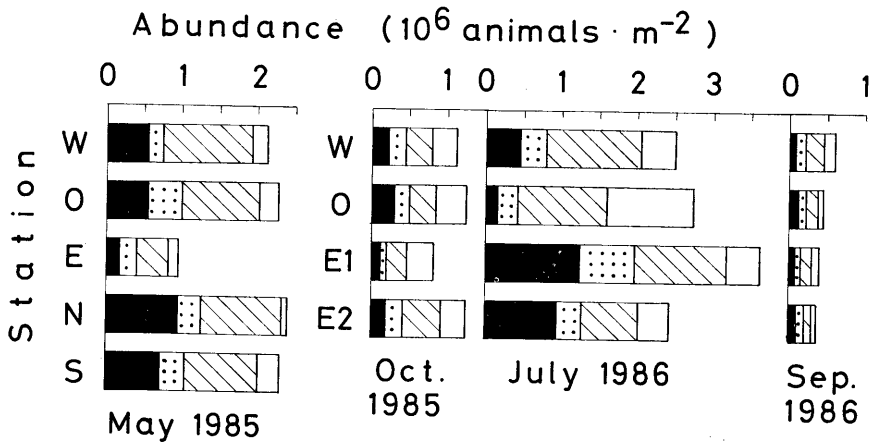 Abundance (10⁶ animals · m⁻²)
0 1 2
0 1
0 1 2 3
0 1
Station
W
O
E
N
S
W
O
E1
E2
May 1985
Oct.
1985
July 1986
Sep.
1986